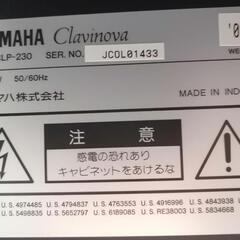 YAMAHA Clavinova
CLP-230 SER. NO. JCOL01433
50/60Hz
ヤマハ株式会社 MADE IN INDO
注 意
感電の恐れあり
キャビネットをあけるな
U.S. 4974485 U.S. 4794837 U.S. 4763553 U.S. 4916996 U.S. 4843938
U.S. 5498835 U.S. 5652797 U.S. 6189085 U.S. RE38003 U.S. 5834668